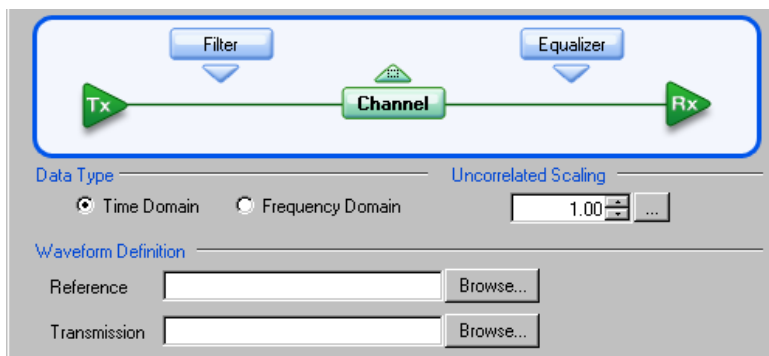 Filter
Equalizer
Tx
Channel
Rx
Data Type
Uncorrelated Scaling
Time Domain
Frequency Domain
1.00
...
Waveform Definition
Reference
Browse...
Transmission
Browse...